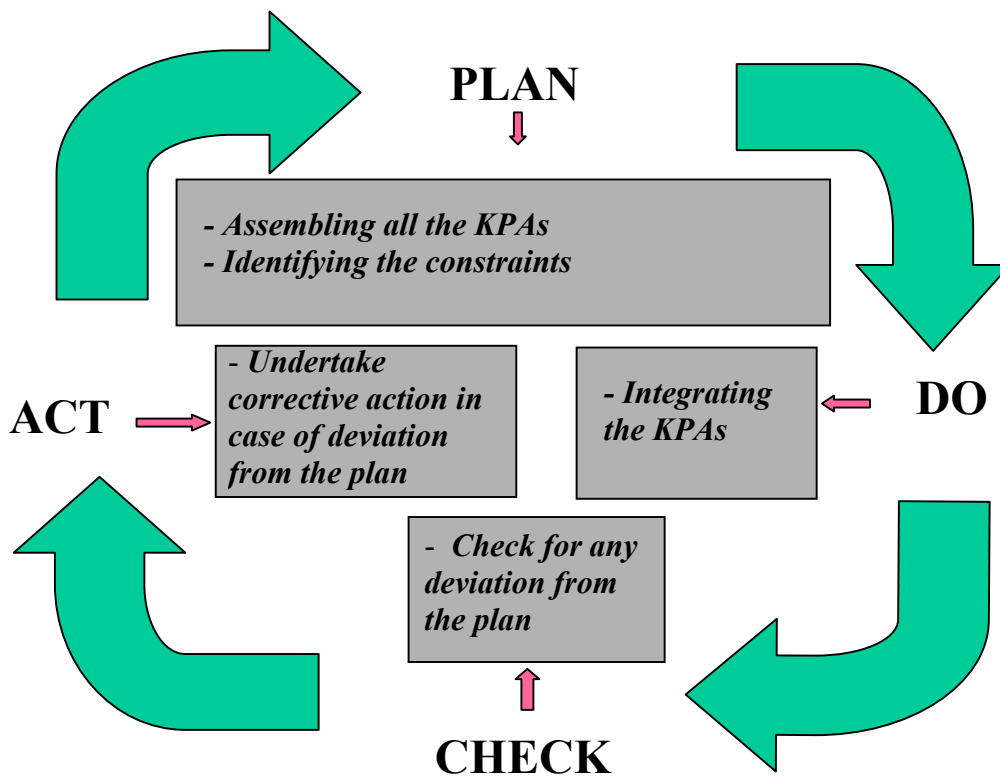 PLAN
- Assembling all the KPAs
- Identifying the constraints
DO
- Integrating
the KPAs
CHECK
- Check for any
deviation from
the plan
ACT
- Undertake
corrective action in
case of deviation
from the plan